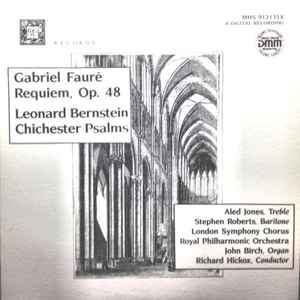 RECORDS
MHS 912131X
A DIGITAL RECORDING
DMM
Gabriel Fauré
Requiem, Op. 48
Leonard Bernstein
Chichester Psalms
Aled Jones, Treble
Stephen Roberts, Baritone
London Symphony Chorus
Royal Philharmonic Orchestra
John Birch, Organ
Richard Hickox, Conductor